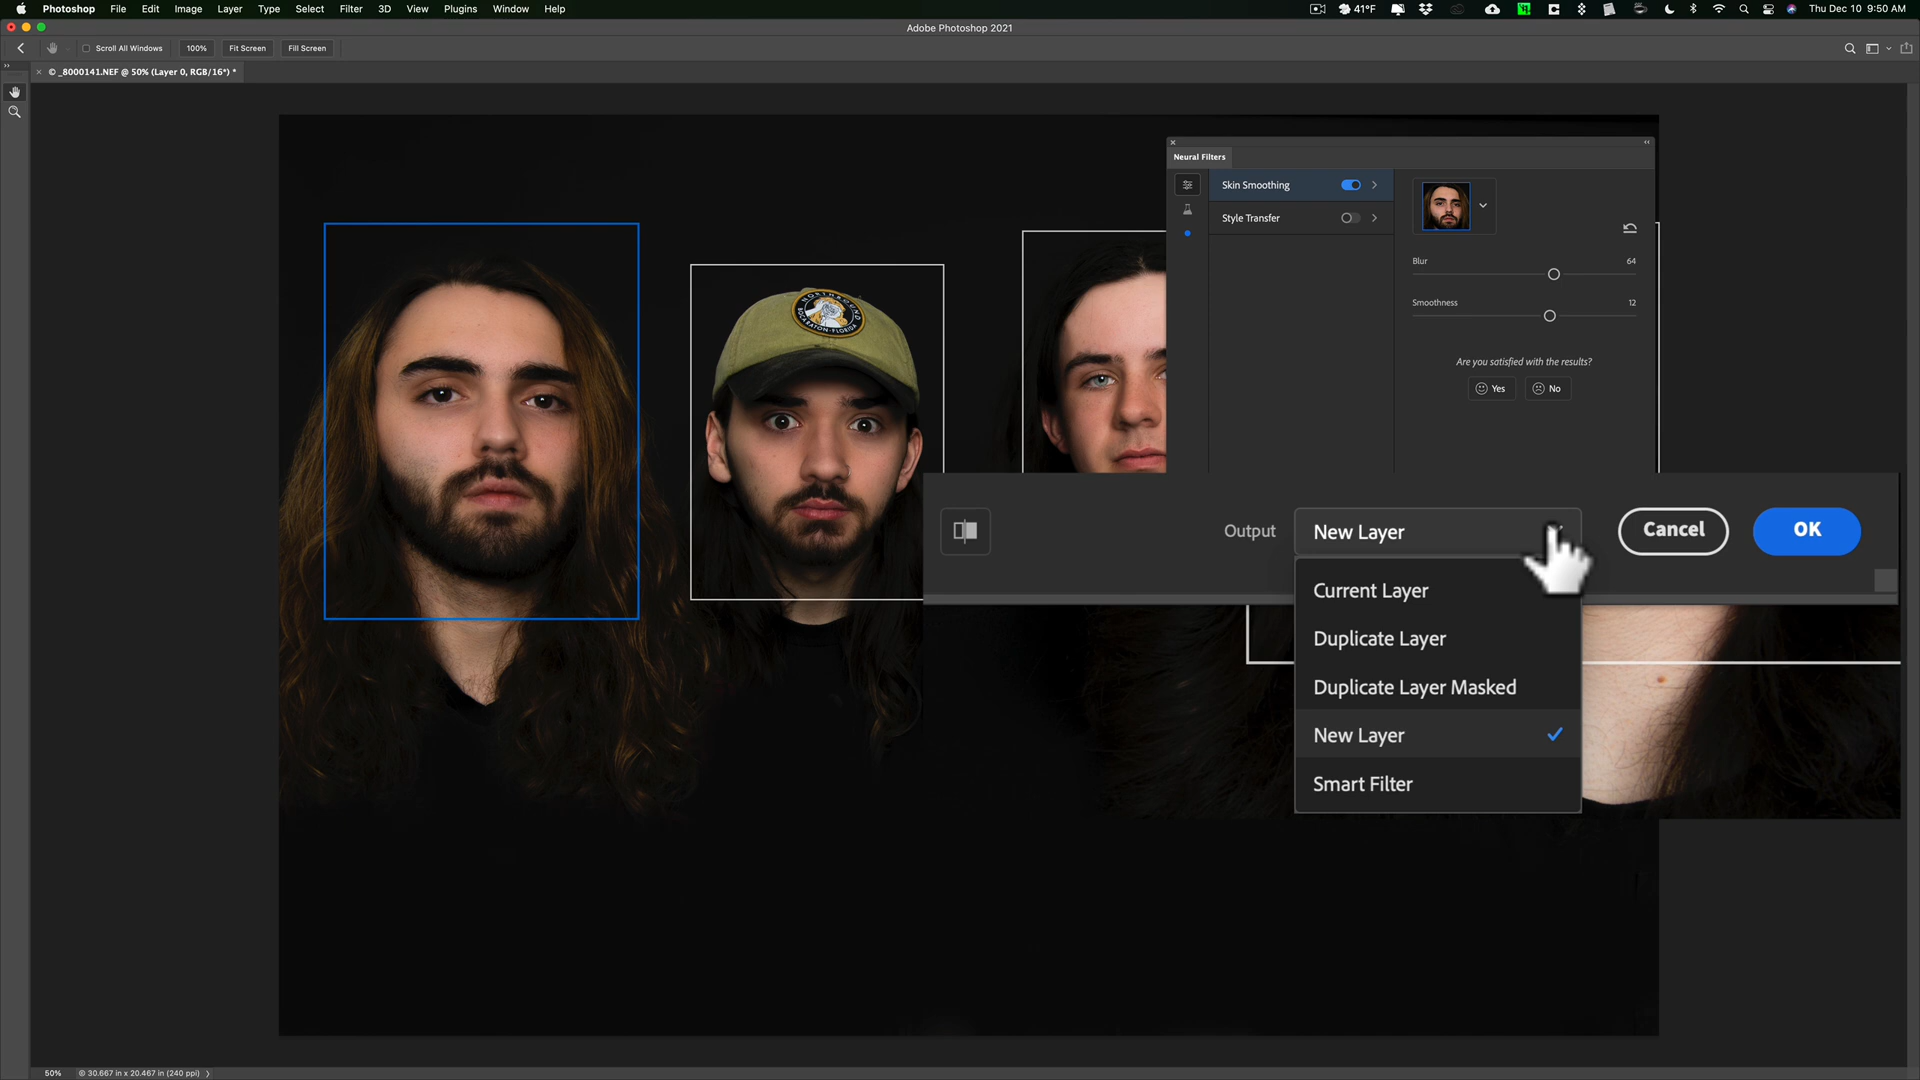 Photoshop File Edit Image Layer Type Select Filter 3D View Plugins Window Help 41°F Thu Dec 10 9:50 AM
Adobe Photoshop 2021
Scroll All Windows 100% Fit Screen Fill Screen
© _8000141.NEF @ 50% (Layer 0, RGB/16*) *
Neural Filters
Skin Smoothing
Style Transfer
Blur 64
Smoothness 12
Are you satisfied with the results?
Yes No
NORTHBOUND
BOCA RATON - FLORIDA
Output New Layer Cancel OK
Current Layer
Duplicate Layer
Duplicate Layer Masked
New Layer
Smart Filter
50% 30.667 in x 20.467 in (240 ppi)